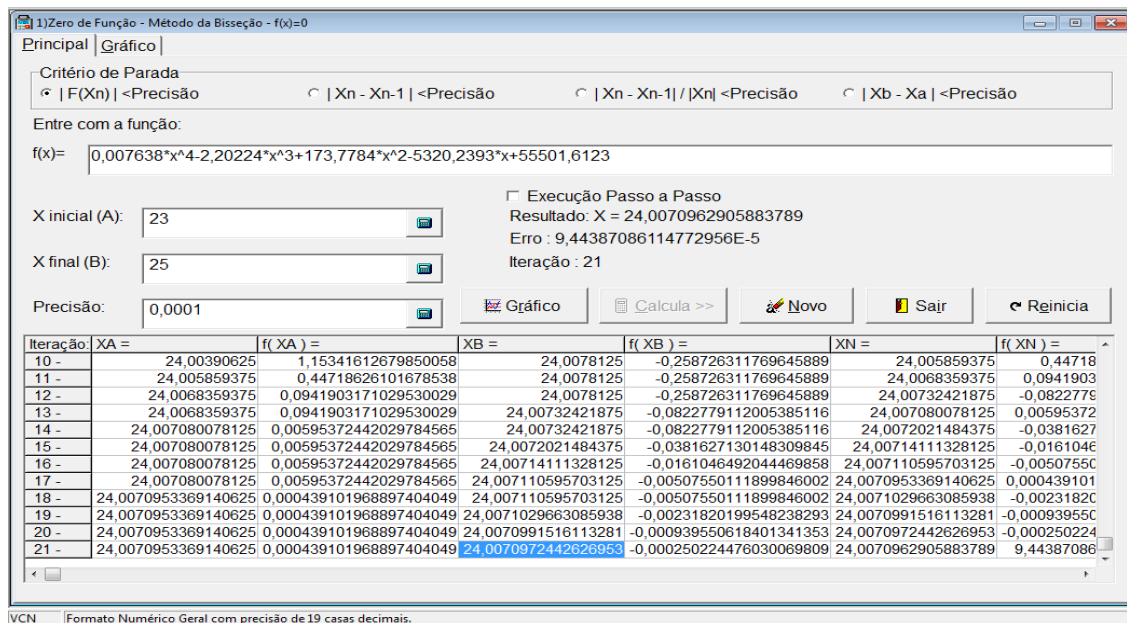 1)Zero de Função - Método da Bisseção - f(x)=0
Principal Gráfico
Critério de Parada
| F(Xn) | <Precisão | Xn - Xn-1 | <Precisão | Xn - Xn-1| / |Xn| <Precisão | Xb - Xa | <Precisão
Entre com a função:
f(x)= 0,007638*x^4-2,20224*x^3+173,7784*x^2-5320,2393*x+55501,6123
Execução Passo a Passo
X inicial (A): 23 Resultado: X = 24,0070962905883789
Erro : 9,44387086114772956E-5
X final (B): 25 Iteração : 21
Precisão: 0,0001 Gráfico Calcula >> Novo Sair Reinicia
Iteração: XA = f( XA ) = XB = f( XB ) = XN = f( XN ) =
10 - 24,00390625 1,15341612679850058 24,0078125 -0,258726311769645889 24,005859375 0,44718
11 - 24,005859375 0,447186261016785​38 24,0078125 -0,258726311769645889 24,0068359375 0,0941903
12 - 24,0068359375 0,0941903171029530029 24,0078125 -0,258726311769645889 24,00732421875 -0,0822779
13 - 24,0068359375 0,0941903171029530029 24,00732421875 -0,0822779112005385116 24,007080078125 0,00595372
14 - 24,007080078125 0,00595372442029784565 24,00732421875 -0,0822779112005385116 24,0072021484375 -0,0381627
15 - 24,007080078125 0,00595372442029784565 24,0072021484375 -0,0381627130148309845 24,00714111328125 -0,0161046
16 - 24,007080078125 0,00595372442029784565 24,00714111328125 -0,0161046492044469858 24,007110595703125 -0,00507550
17 - 24,007080078125 0,00595372442029784565 24,007110595703125 -0,00507550111899846002 24,0070953369140625 0,000439101
18 - 24,0070953369140625 0,000439101968897404049 24,007110595703125 -0,00507550111899846002 24,00710296630859​38 -0,00231820
19 - 24,0070953369140625 0,000439101968897404049 24,0071029663085938 -0,00231820199548238293 24,0070991516113281 -0,000939550
20 - 24,0070953369140625 0,000439101968897404049 24,0070991516113281 -0,000939550618401341353 24,0070972442626953 -0,000250224
21 - 24,0070953369140625 0,000439101968897404049 24,0070972442626953 -0,000250224476030069809 24,0070962905883789 9,44387086
VCN Formato Numérico Geral com precisão de 19 casas decimais.